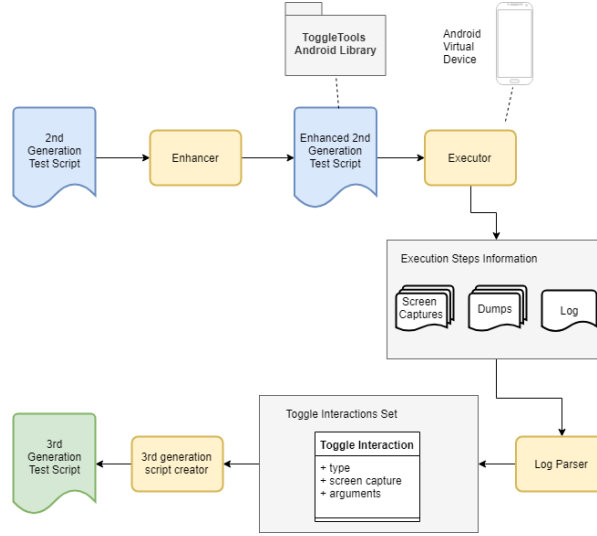 ToggleTools
Android Library
Android
Virtual
Device
2nd
Generation
Test Script
Enhancer
Enhanced 2nd
Generation
Test Script
Executor
Execution Steps Information
Screen
Captures
Dumps
Log
3rd
Generation
Test Script
3rd generation
script creator
Toggle Interactions Set
Toggle Interaction
+ type
+ screen capture
+ arguments
Log Parser